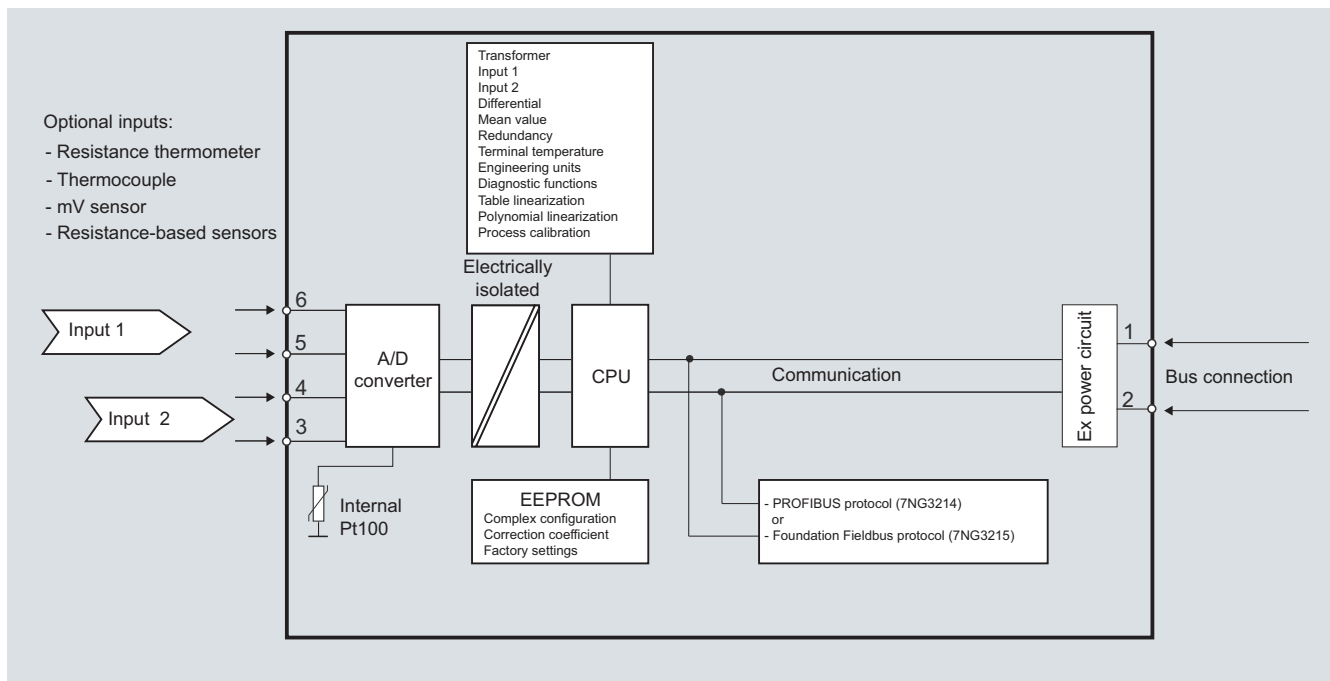 Transformer
Input 1
Input 2
Differential
Mean value
Redundancy
Terminal temperature
Engineering units
Diagnostic functions
Table linearization
Polynomial linearization
Process calibration
Optional inputs:
- Resistance thermometer
- Thermocouple
- mV sensor
- Resistance-based sensors
Input 1
Input 2
6
5
4
3
A/D
converter
Internal
Pt100
Electrically
isolated
CPU
EEPROM
Complex configuration
Correction coefficient
Factory settings
Communication
- PROFIBUS protocol (7NG3214)
or
- Foundation Fieldbus protocol (7NG3215)
Ex power circuit
1
2
Bus connection